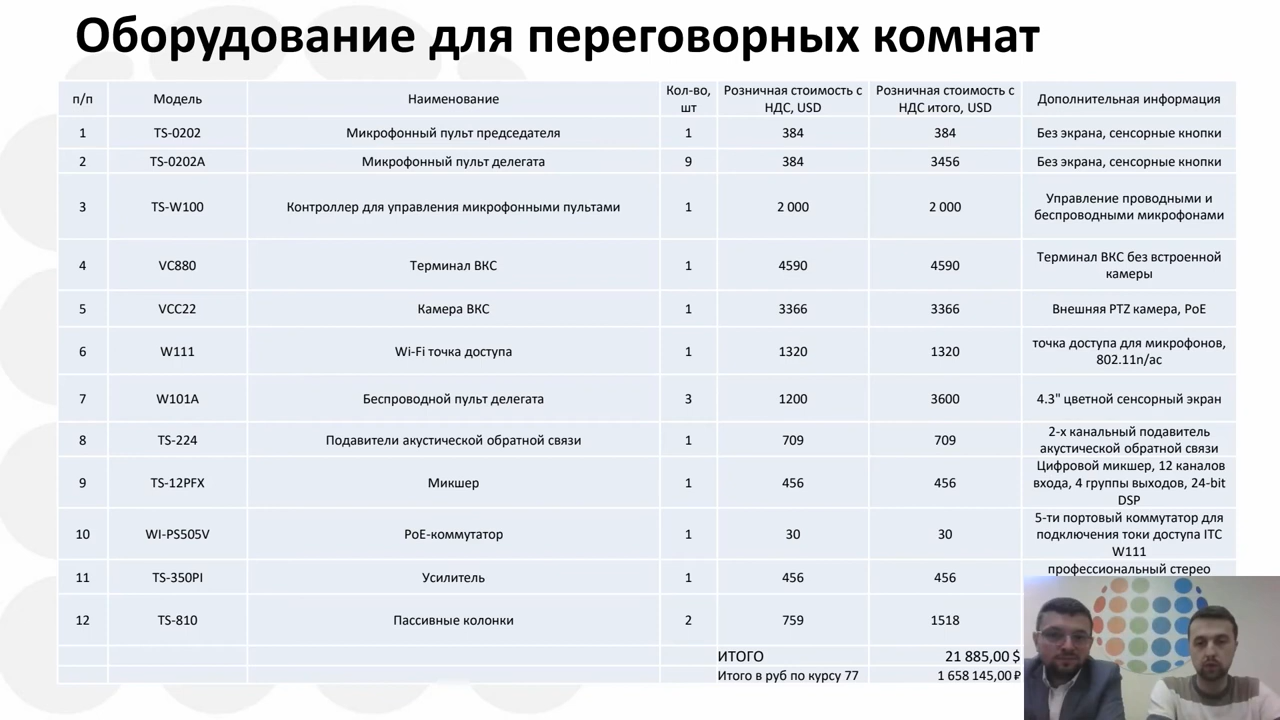 Оборудование для переговорных комнат
п/п Модель Наименование Кол-во, шт Розничная стоимость с НДС, USD Розничная стоимость с НДС итого, USD Дополнительная информация
1 TS-0202 Микрофонный пульт председателя 1 384 384 Без экрана, сенсорные кнопки
2 TS-0202A Микрофонный пульт делегата 9 384 3456 Без экрана, сенсорные кнопки
3 TS-W100 Контроллер для управления микрофонными пультами 1 2 000 2 000 Управление проводными и беспроводными микрофонами
4 VC880 Терминал ВКС 1 4590 4590 Терминал ВКС без встроенной камеры
5 VCC22 Камера ВКС 1 3366 3366 Внешняя PTZ камера, PoE
6 W111 Wi-Fi точка доступа 1 1320 1320 точка доступа для микрофонов, 802.11n/ac
7 W101A Беспроводной пульт делегата 3 1200 3600 4.3" цветной сенсорный экран
8 TS-224 Подавители акустической обратной связи 1 709 709 2-х канальный подавитель акустической обратной связи
9 TS-12PFX Микшер 1 456 456 Цифровой микшер, 12 каналов входа, 4 группы выходов, 24-bit DSP
10 WI-PS505V PoE-коммутатор 1 30 30 5-ти портовый коммутатор для подключения токи доступа ITC W111
11 TS-350PI Усилитель 1 456 456 профессиональный стерео
12 TS-810 Пассивные колонки 2 759 1518
ИТОГО 21 885,00 $
Итого в руб по курсу 77 1 658 145,00 ₽